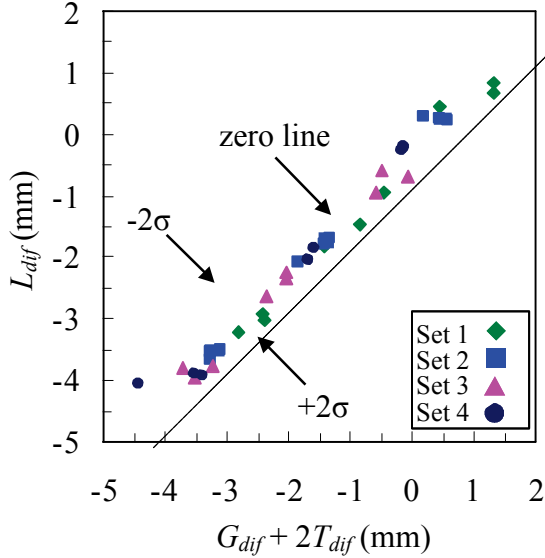 2
1
0
-1
-2
-3
-4
-5
L_dif (mm)
zero line
-2σ
+2σ
Set 1
Set 2
Set 3
Set 4
-5 -4 -3 -2 -1 0 1 2
G_dif + 2T_dif (mm)